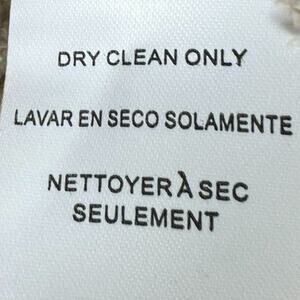 DRY CLEAN ONLY
LAVAR EN SECO SOLAMENTE
NETTOYER À SEC
SEULEMENT